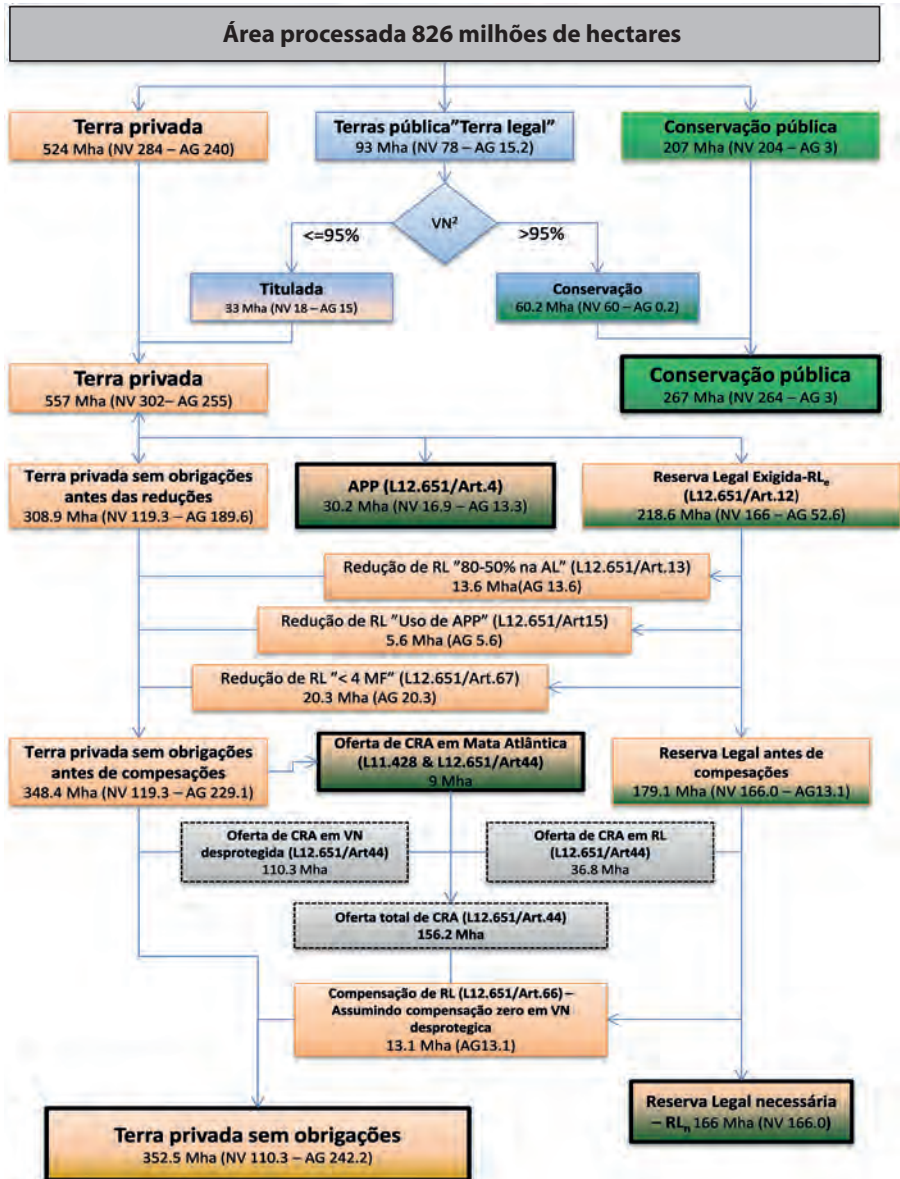 Área processada 826 milhões de hectares
Terra privada
524 Mha (NV 284 – AG 240)
Terras pública"Terra legal"
93 Mha (NV 78 – AG 15.2)
Conservação pública
207 Mha (NV 204 – AG 3)
VN²
<=95%
>95%
Titulada
33 Mha (NV 18 – AG 15)
Conservação
60.2 Mha (NV 60 – AG 0.2)
Terra privada
557 Mha (NV 302– AG 255)
Conservação pública
267 Mha (NV 264 – AG 3)
Terra privada sem obrigações
antes das reduções
308.9 Mha (NV 119.3 – AG 189.6)
APP (L12.651/Art.4)
30.2 Mha (NV 16.9 – AG 13.3)
Reserva Legal Exigida-RLe
(L12.651/Art.12)
218.6 Mha (NV 166 – AG 52.6)
Redução de RL "80-50% na AL" (L12.651/Art.13)
13.6 Mha(AG 13.6)
Redução de RL "Uso de APP" (L12.651/Art15)
5.6 Mha (AG 5.6)
Redução de RL "< 4 MF" (L12.651/Art.67)
20.3 Mha (AG 20.3)
Terra privada sem obrigações
antes de compesações
348.4 Mha (NV 119.3 – AG 229.1)
Oferta de CRA em Mata Atlântica
(L11.428 & L12.651/Art44)
9 Mha
Reserva Legal antes de
compesações
179.1 Mha (NV 166.0 – AG13.1)
Oferta de CRA em VN
desprotegida (L12.651/Art44)
110.3 Mha
Oferta de CRA em RL
(L12.651/Art44)
36.8 Mha
Oferta total de CRA (L12.651/Art.44)
156.2 Mha
Compensação de RL (L12.651/Art.66) –
Assumindo compensação zero em VN
desprotegica
13.1 Mha (AG13.1)
Terra privada sem obrigações
352.5 Mha (NV 110.3 – AG 242.2)
Reserva Legal necessária
– RLn 166 Mha (NV 166.0)